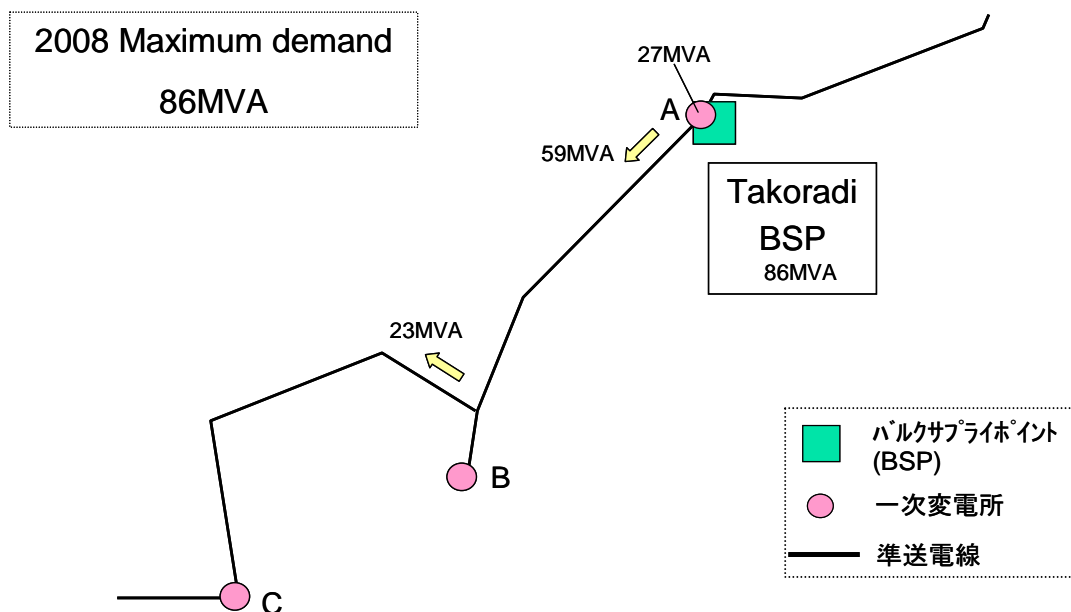 2008 Maximum demand
86MVA
27MVA
A
59MVA
Takoradi
BSP
86MVA
23MVA
B
C
ﾊﾞﾙｸｻﾌﾟﾗｲﾎﾟｲﾝﾄ
(BSP)
一次変電所
準送電線